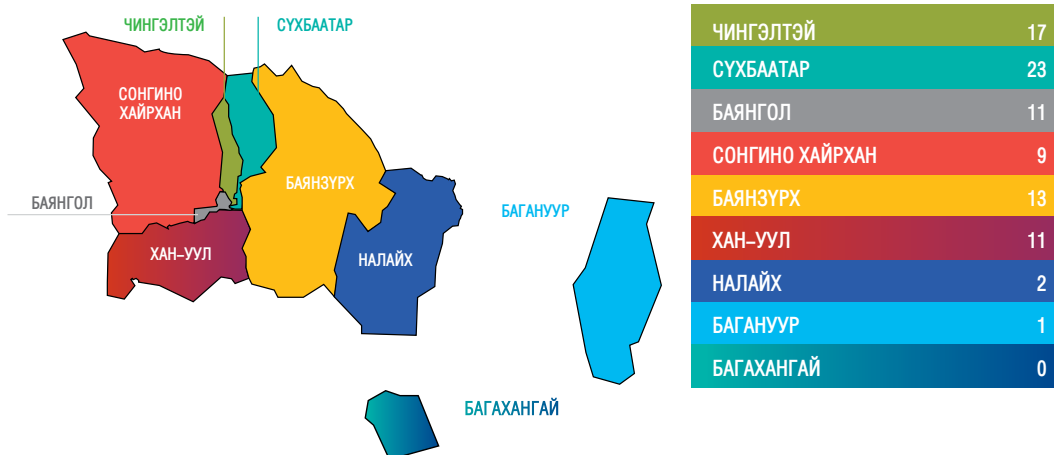 ЧИНГЭЛТЭЙ
СҮХБААТАР
СОНГИНО
ХАЙРХАН
БАЯНЗҮРХ
БАЯНГОЛ
БАГАНУУР
ХАН–УУЛ
НАЛАЙХ
БАГАХАНГАЙ
ЧИНГЭЛТЭЙ 17
СҮХБААТАР 23
БАЯНГОЛ 11
СОНГИНО ХАЙРХАН 9
БАЯНЗҮРХ 13
ХАН–УУЛ 11
НАЛАЙХ 2
БАГАНУУР 1
БАГАХАНГАЙ 0